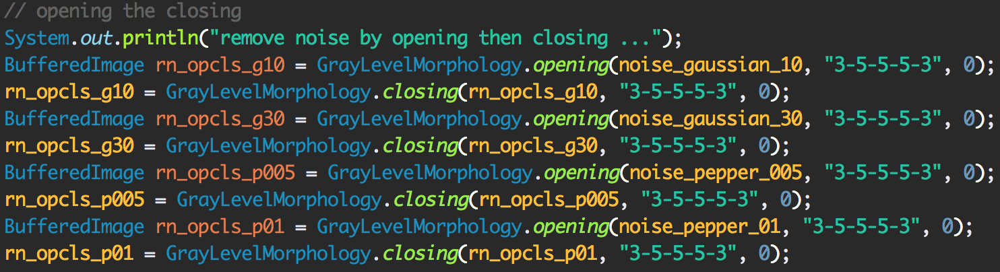 // opening the closing
System.out.println("remove noise by opening then closing ...");
BufferedImage rn_opcls_g10 = GrayLevelMorphology.opening(noise_gaussian_10, "3-5-5-5-3", 0);
rn_opcls_g10 = GrayLevelMorphology.closing(rn_opcls_g10, "3-5-5-5-3", 0);
BufferedImage rn_opcls_g30 = GrayLevelMorphology.opening(noise_gaussian_30, "3-5-5-5-3", 0);
rn_opcls_g30 = GrayLevelMorphology.closing(rn_opcls_g30, "3-5-5-5-3", 0);
BufferedImage rn_opcls_p005 = GrayLevelMorphology.opening(noise_pepper_005, "3-5-5-5-3", 0);
rn_opcls_p005 = GrayLevelMorphology.closing(rn_opcls_p005, "3-5-5-5-3", 0);
BufferedImage rn_opcls_p01 = GrayLevelMorphology.opening(noise_pepper_01, "3-5-5-5-3", 0);
rn_opcls_p01 = GrayLevelMorphology.closing(rn_opcls_p01, "3-5-5-5-3", 0);